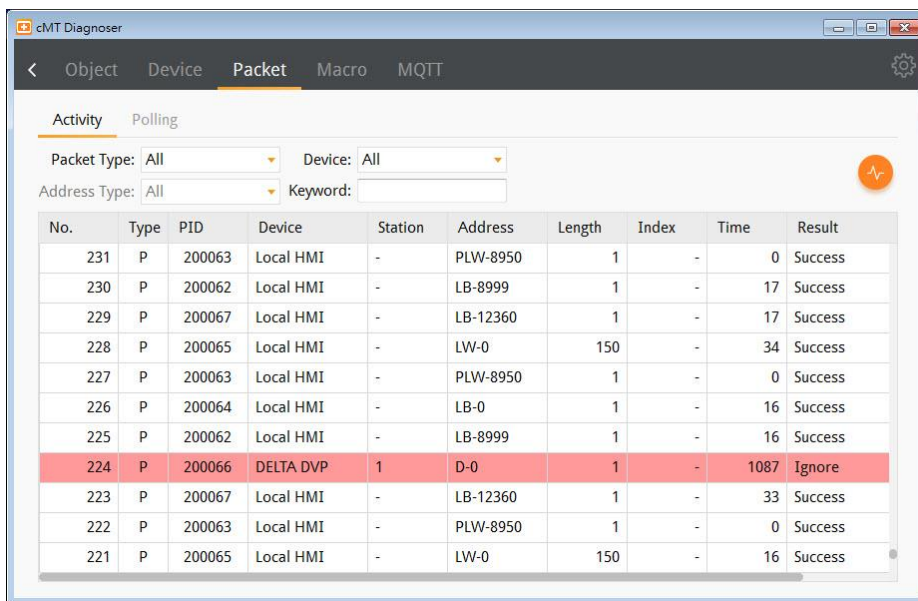 cMT Diagnoser
Object Device Packet Macro MQTT
Activity Polling
Packet Type: All Device: All
Address Type: All Keyword:
No. Type PID Device Station Address Length Index Time Result
231 P 200063 Local HMI - PLW-8950 1 - 0 Success
230 P 200062 Local HMI - LB-8999 1 - 17 Success
229 P 200067 Local HMI - LB-12360 1 - 17 Success
228 P 200065 Local HMI - LW-0 150 - 34 Success
227 P 200063 Local HMI - PLW-8950 1 - 0 Success
226 P 200064 Local HMI - LB-0 1 - 16 Success
225 P 200062 Local HMI - LB-8999 1 - 16 Success
224 P 200066 DELTA DVP 1 D-0 1 - 1087 Ignore
223 P 200067 Local HMI - LB-12360 1 - 33 Success
222 P 200063 Local HMI - PLW-8950 1 - 0 Success
221 P 200065 Local HMI - LW-0 150 - 16 Success